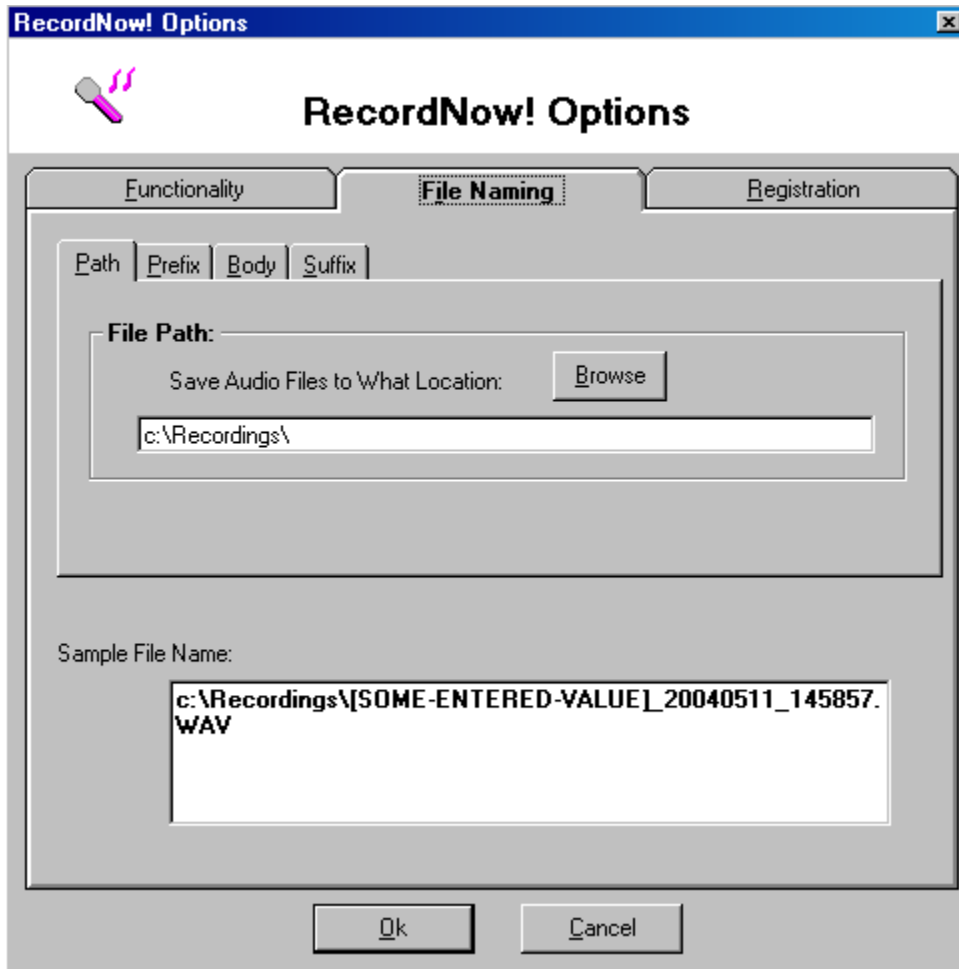 RecordNow! Options
RecordNow! Options
Functionality
File Naming
Registration
Path
Prefix
Body
Suffix
File Path:
Save Audio Files to What Location:
Browse
c:\Recordings\
Sample File Name:
c:\Recordings\[SOME-ENTERED-VALUE]_20040511_145857.
WAV
Ok
Cancel